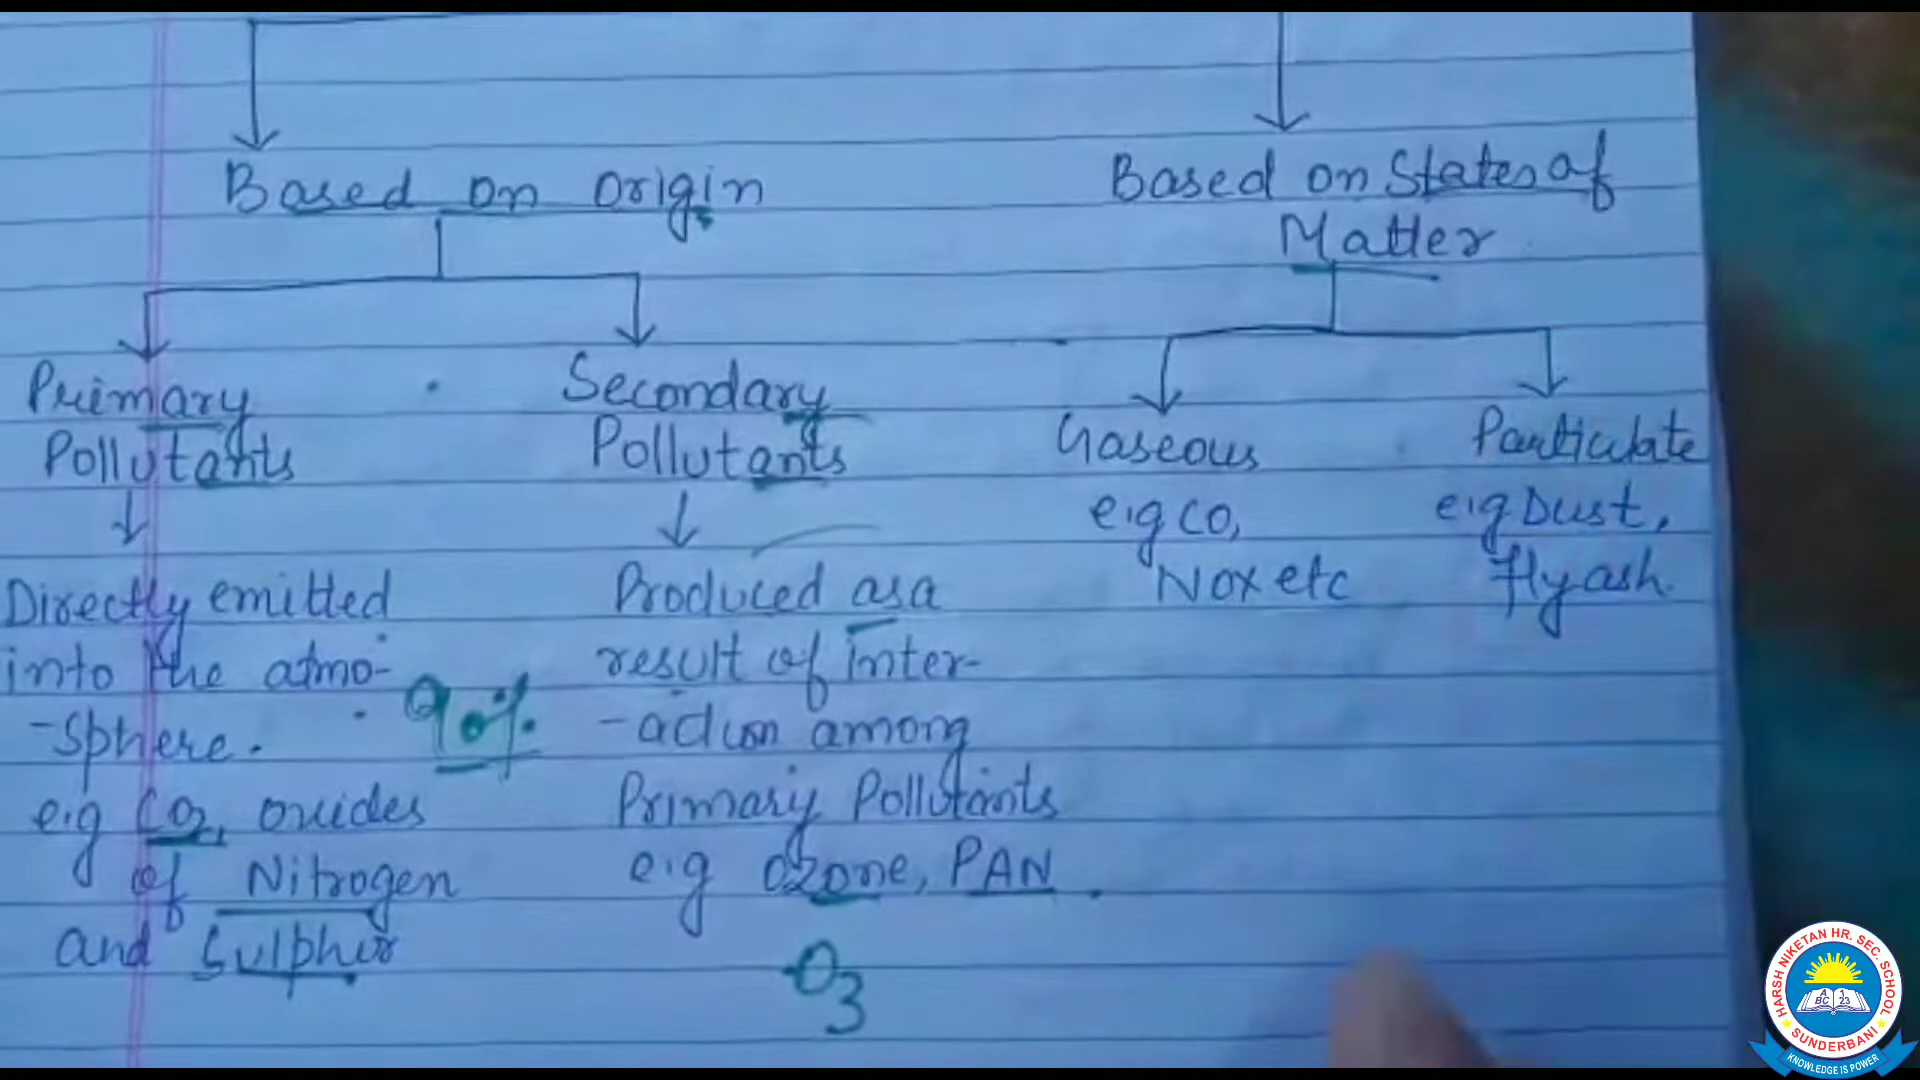 Based on origin
Primary
Pollutants
Directly emitted
into the atmo-
-sphere.
e.g CO2, oxides
of Nitrogen
and Sulphur
90%
Secondary
Pollutants
Produced as a
result of inter-
-action among
Primary Pollutants
e.g Ozone, PAN.
O3
Based on States of
Matter
Gaseous
e.g CO,
NOx etc
Particulate
e.g Dust,
Fly ash.
HARSH NIKETAN HR. SEC. SCHOOL
SUNDERBANI
KNOWLEDGE IS POWER